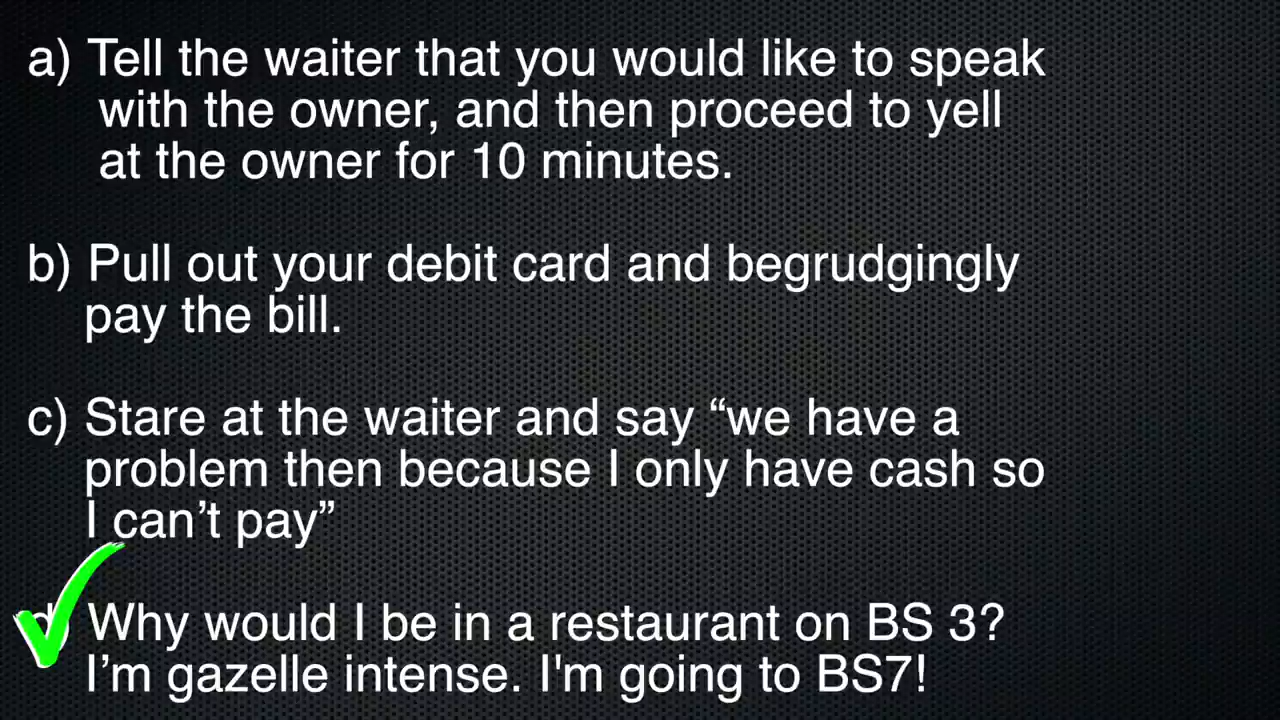 a) Tell the waiter that you would like to speak
with the owner, and then proceed to yell
at the owner for 10 minutes.
b) Pull out your debit card and begrudgingly
pay the bill.
c) Stare at the waiter and say “we have a
problem then because I only have cash so
I can’t pay”
d) Why would I be in a restaurant on BS 3?
I’m gazelle intense. I'm going to BS7!